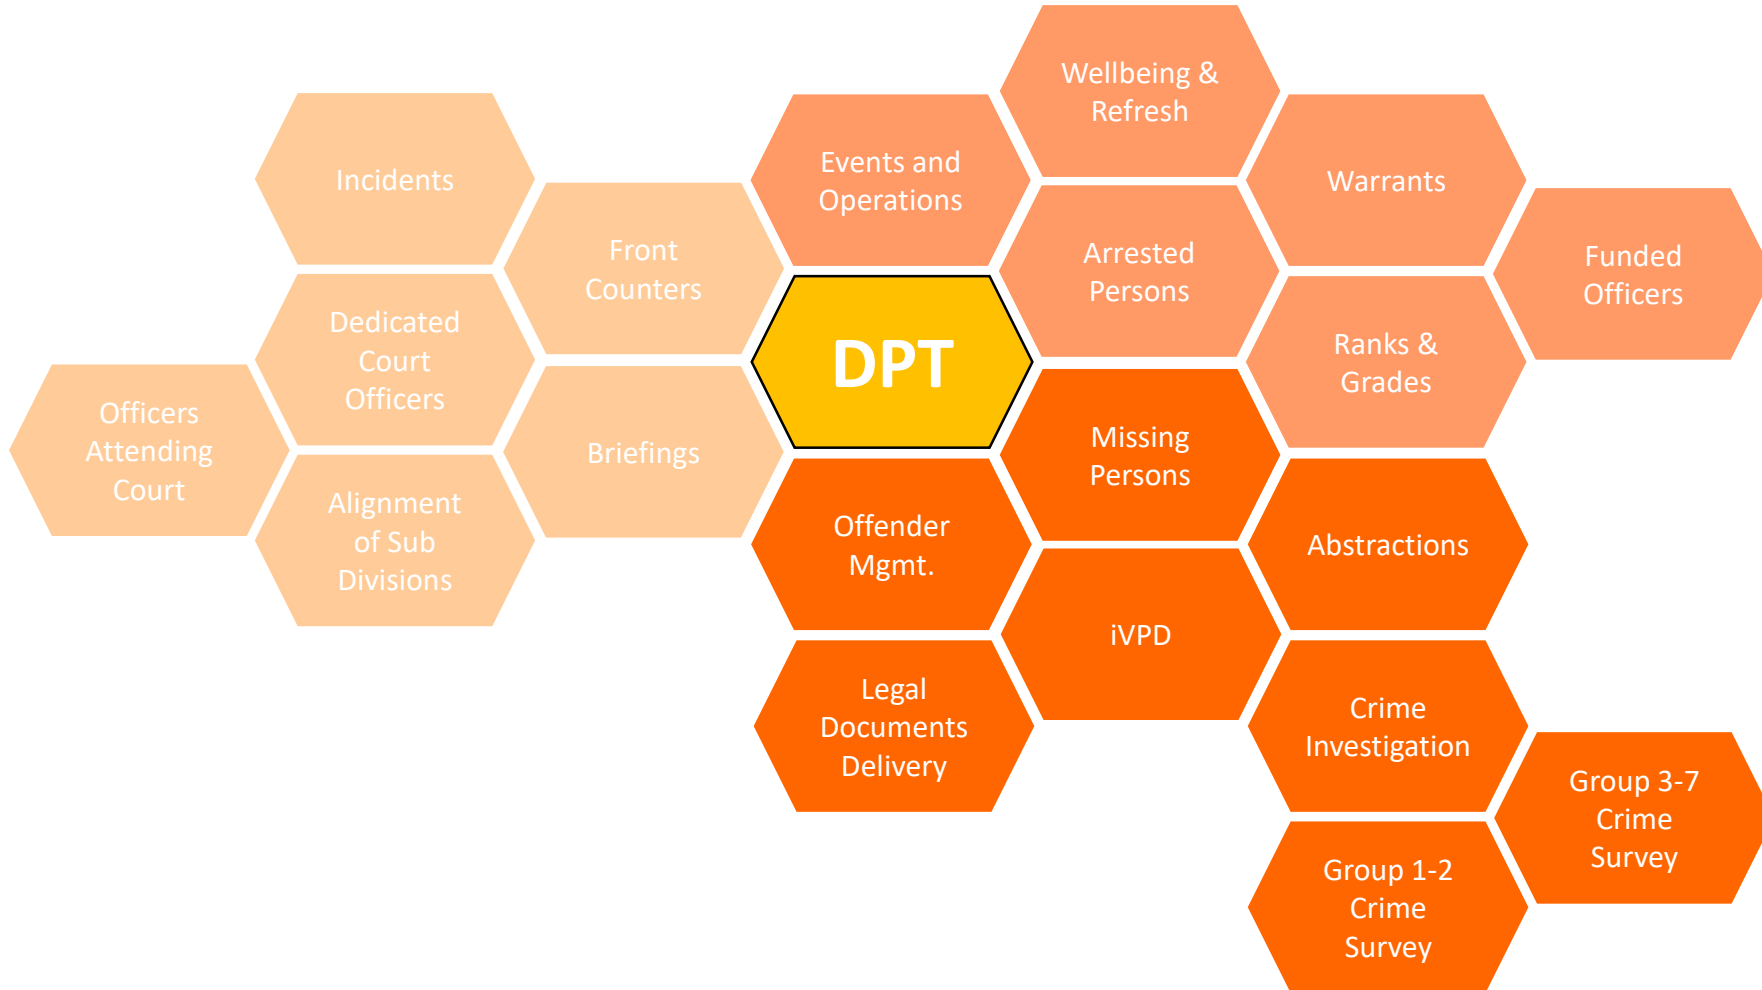 Wellbeing &
Refresh
Incidents
Events and
Operations
Warrants
Front
Counters
Arrested
Persons
Funded
Officers
Dedicated
Court
Officers
DPT
Ranks &
Grades
Officers
Attending
Court
Briefings
Missing
Persons
Alignment
of Sub
Divisions
Offender
Mgmt.
Abstractions
iVPD
Legal
Documents
Delivery
Crime
Investigation
Group 3-7
Crime
Survey
Group 1-2
Crime
Survey